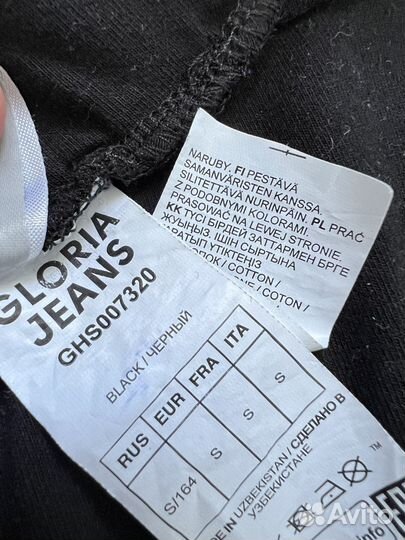 NARUBY. FI PESTÄVÄ
SAMANVÄRISTEN KANSSA,
SILITETTÄVÄ NURINPÄIN. PL PRAĆ
Z PODOBNYMI KOLORAMI.
PRASOWAĆ NA LEWEJ STRONIE.
KK ТҮСІ БІРДЕЙ ЗАТТАРМЕН БІРГЕ
ЖУЫҢЫЗ, ІШІН СЫРТЫНА
ҮТІКТЕҢІЗ
/ COTTON /
/ COTON /
GLORIA
JEANS
GHS007320
BLACK / ЧЕРНЫЙ
RUS EUR FRA ITA
S/164 S S S
IN UZBEKISTAN / СДЕЛАНО В
УЗБЕКИСТАНЕ
TM
Avito